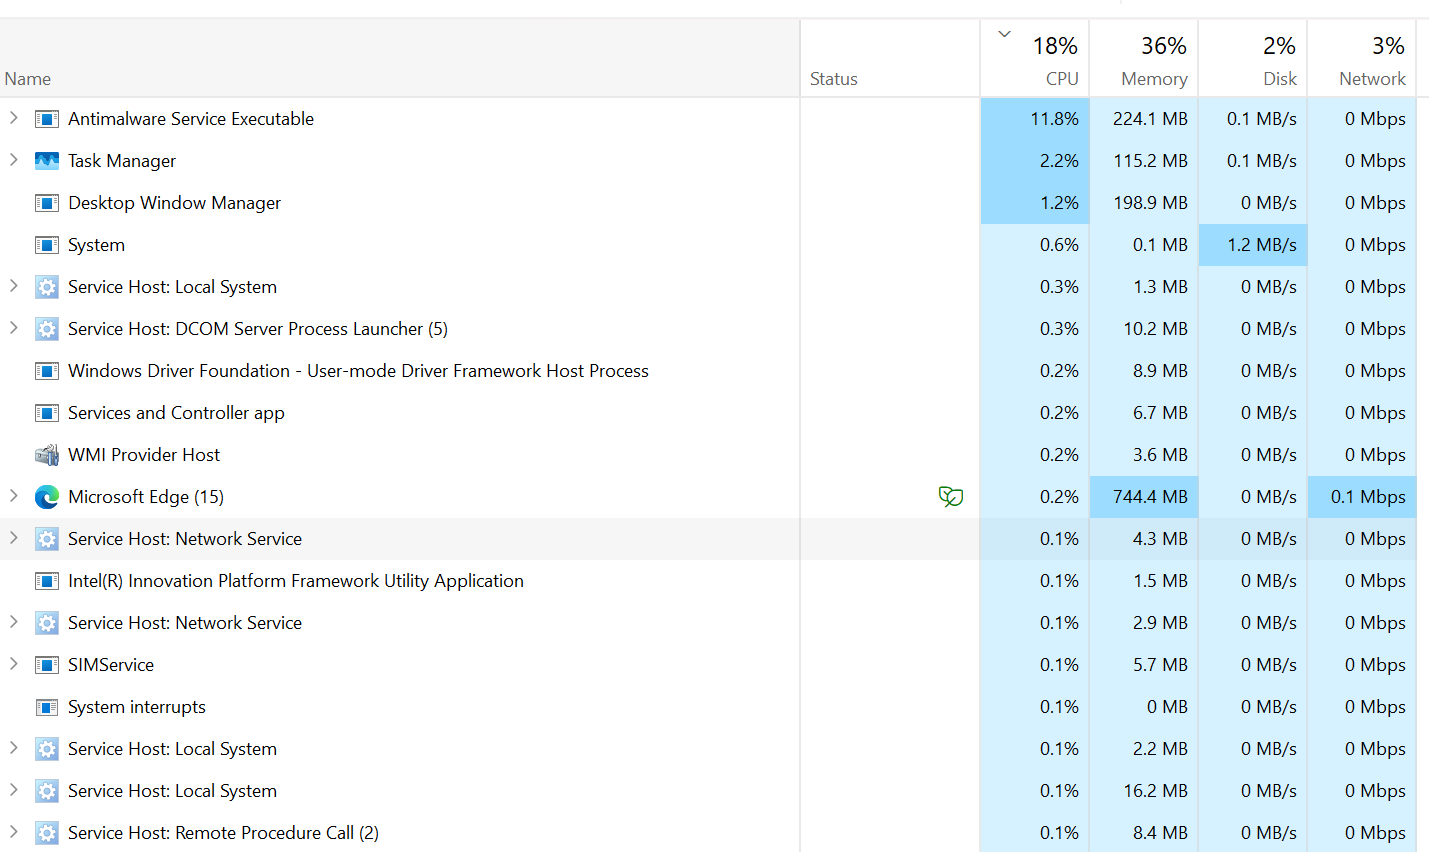 18% 36% 2% 3%
Name Status CPU Memory Disk Network
Antimalware Service Executable 11.8% 224.1 MB 0.1 MB/s 0 Mbps
Task Manager 2.2% 115.2 MB 0.1 MB/s 0 Mbps
Desktop Window Manager 1.2% 198.9 MB 0 MB/s 0 Mbps
System 0.6% 0.1 MB 1.2 MB/s 0 Mbps
Service Host: Local System 0.3% 1.3 MB 0 MB/s 0 Mbps
Service Host: DCOM Server Process Launcher (5) 0.3% 10.2 MB 0 MB/s 0 Mbps
Windows Driver Foundation - User-mode Driver Framework Host Process 0.2% 8.9 MB 0 MB/s 0 Mbps
Services and Controller app 0.2% 6.7 MB 0 MB/s 0 Mbps
WMI Provider Host 0.2% 3.6 MB 0 MB/s 0 Mbps
Microsoft Edge (15) 0.2% 744.4 MB 0 MB/s 0.1 Mbps
Service Host: Network Service 0.1% 4.3 MB 0 MB/s 0 Mbps
Intel(R) Innovation Platform Framework Utility Application 0.1% 1.5 MB 0 MB/s 0 Mbps
Service Host: Network Service 0.1% 2.9 MB 0 MB/s 0 Mbps
SIMService 0.1% 5.7 MB 0 MB/s 0 Mbps
System interrupts 0.1% 0 MB 0 MB/s 0 Mbps
Service Host: Local System 0.1% 2.2 MB 0 MB/s 0 Mbps
Service Host: Local System 0.1% 16.2 MB 0 MB/s 0 Mbps
Service Host: Remote Procedure Call (2) 0.1% 8.4 MB 0 MB/s 0 Mbps